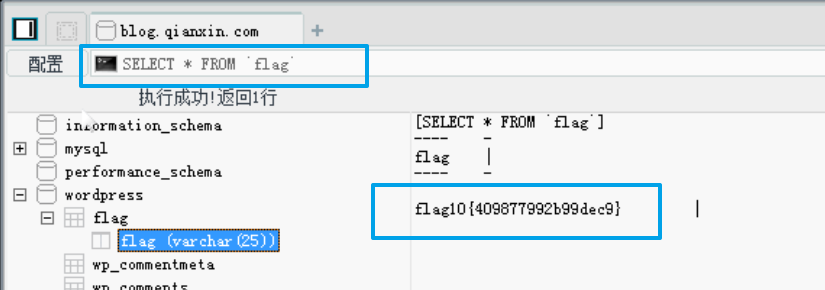 blog.qianxin.com
配置
SELECT * FROM `flag`
执行成功!返回1行
information_schema
mysql
performance_schema
wordpress
flag
flag (varchar(25))
wp_commentmeta
wp_comments
[SELECT * FROM `flag`]
---- -
flag |
---- -
flag10{409877992b99dec9} |